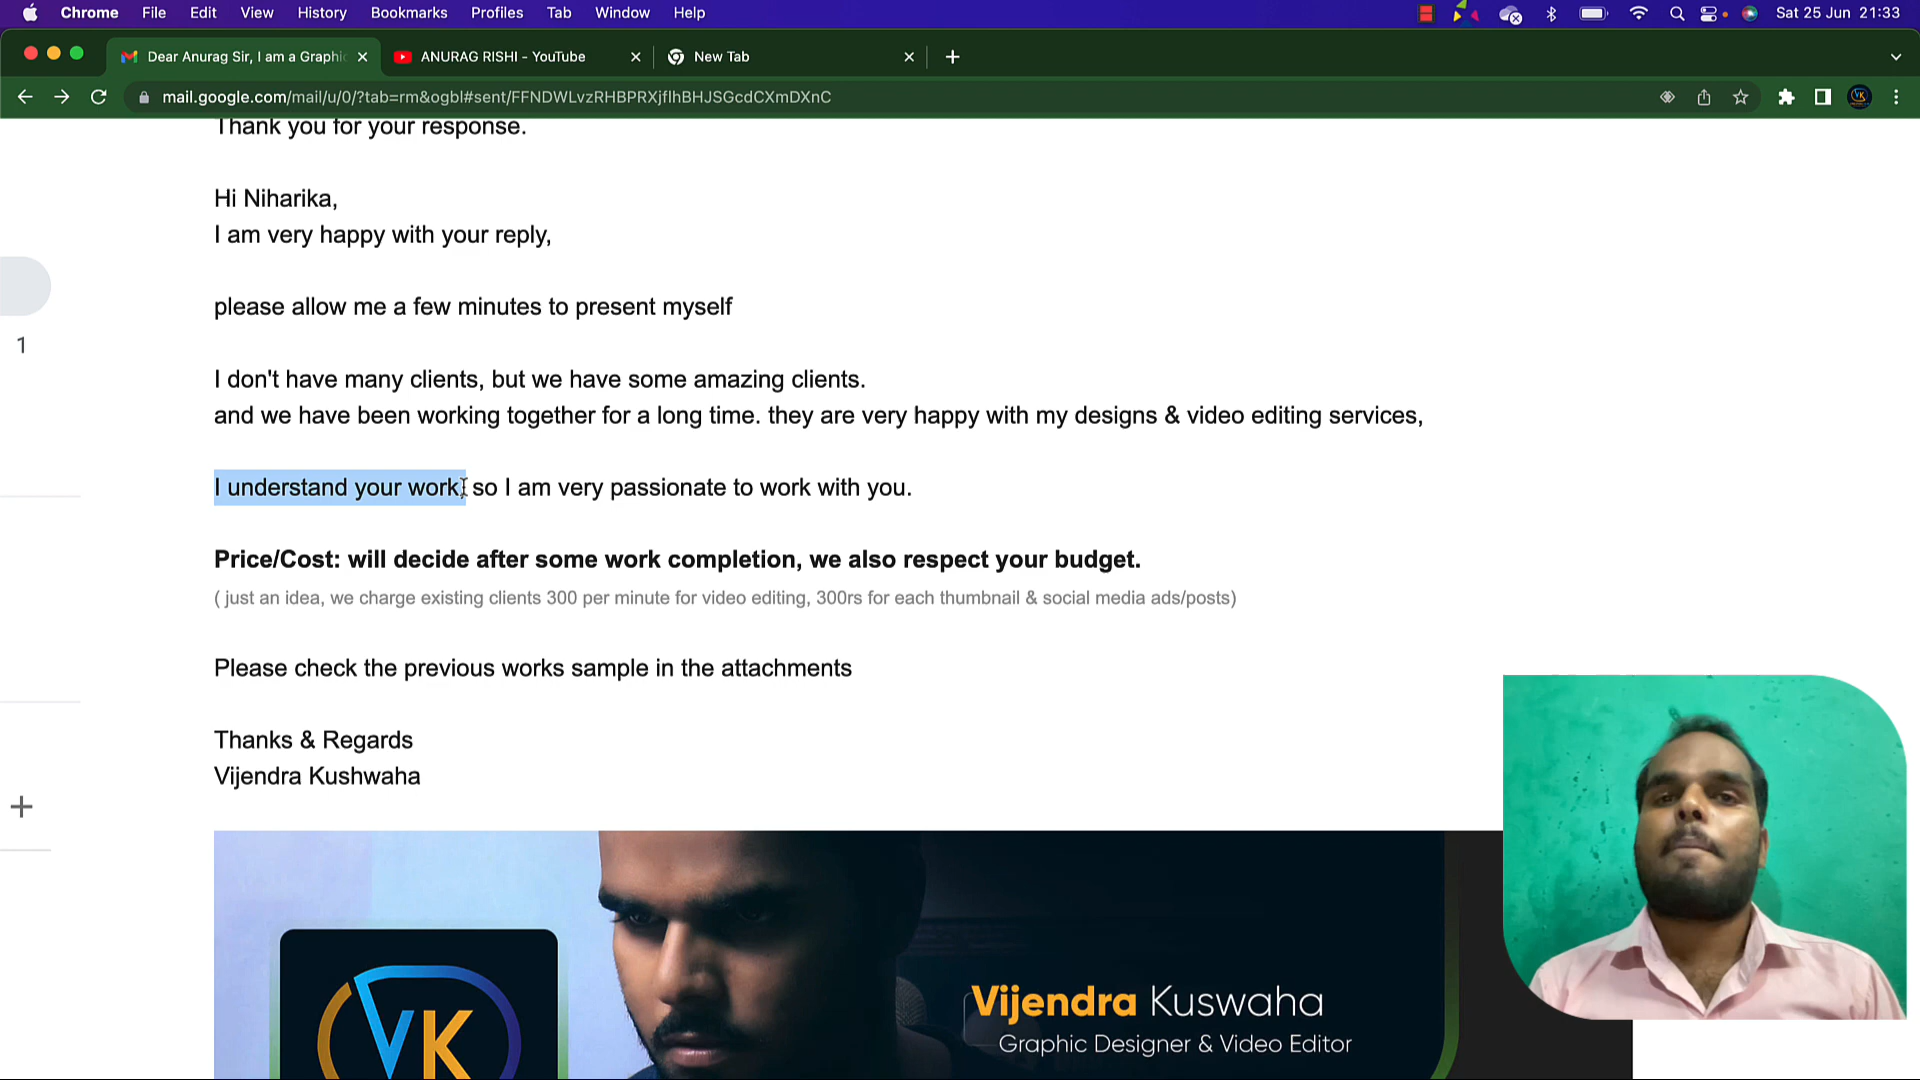 Chrome File Edit View History Bookmarks Profiles Tab Window Help Sat 25 Jun 21:33
Dear Anurag Sir, I am a Graphi ANURAG RISHI - YouTube New Tab
mail.google.com/mail/u/0/?tab=rm&ogbl#sent/FFNDWLvzRHBPRXjflhBHJSGcdCXmDXnC
Thank you for your response.
Hi Niharika,
I am very happy with your reply,
please allow me a few minutes to present myself
1
I don't have many clients, but we have some amazing clients.
and we have been working together for a long time. they are very happy with my designs & video editing services,
I understand your work, so I am very passionate to work with you.
Price/Cost: will decide after some work completion, we also respect your budget.
( just an idea, we charge existing clients 300 per minute for video editing, 300rs for each thumbnail & social media ads/posts)
Please check the previous works sample in the attachments
Thanks & Regards
Vijendra Kushwaha
VK
Vijendra Kuswaha
Graphic Designer & Video Editor